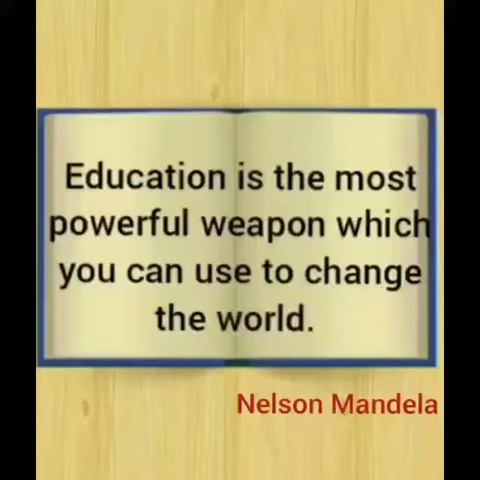 Education is the most
powerful weapon which
you can use to change
the world.
Nelson Mandela